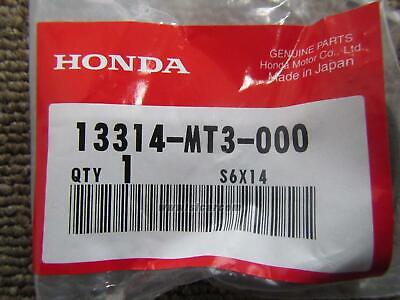 HONDA
GENUINE PARTS
Honda Motor Co., Ltd.
Made in Japan
13314-MT3-000
QTY 1 S6X14